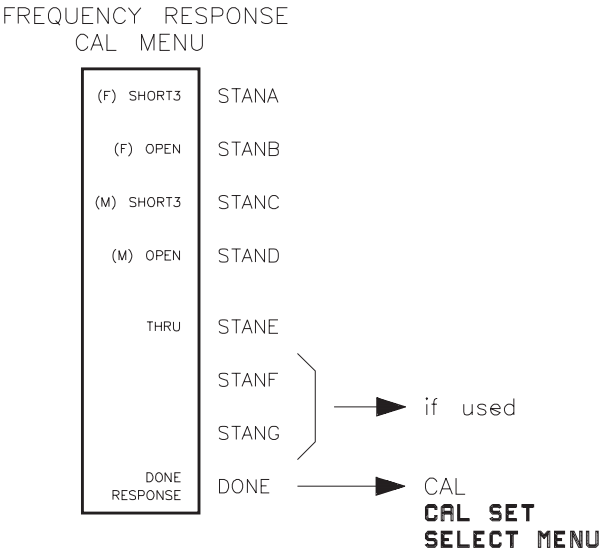 FREQUENCY RESPONSE
CAL MENU
(F) SHORT3 STANA
(F) OPEN STANB
(M) SHORT3 STANC
(M) OPEN STAND
THRU STANE
STANF
if used
STANG
DONE
RESPONSE DONE CAL
CAL SET
SELECT MENU